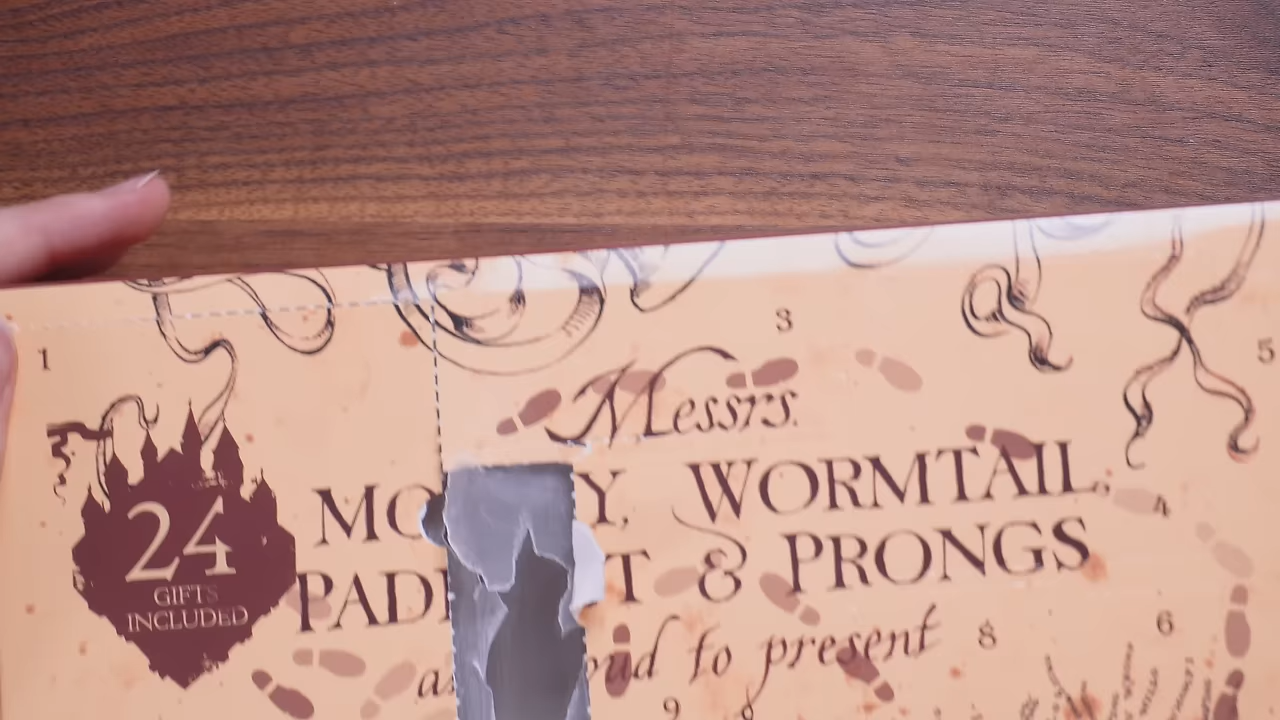 1
3
5
Messrs.
MO Y, WORMTAIL,
4
24
GIFTS
INCLUDED
PAD T & PRONGS
8
6
ud to present
9